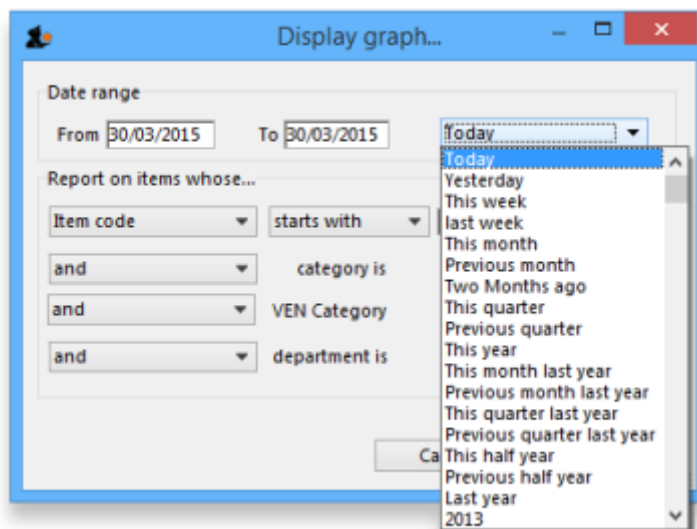 Display graph...
Date range
From 30/03/2015 To 30/03/2015 Today
Report on items whose...
Item code starts with
and category is
and VEN Category
and department is
Today
Yesterday
This week
last week
This month
Previous month
Two Months ago
This quarter
Previous quarter
This year
This month last year
Previous month last year
This quarter last year
Previous quarter last year
This half year
Previous half year
Last year
2013
Ca